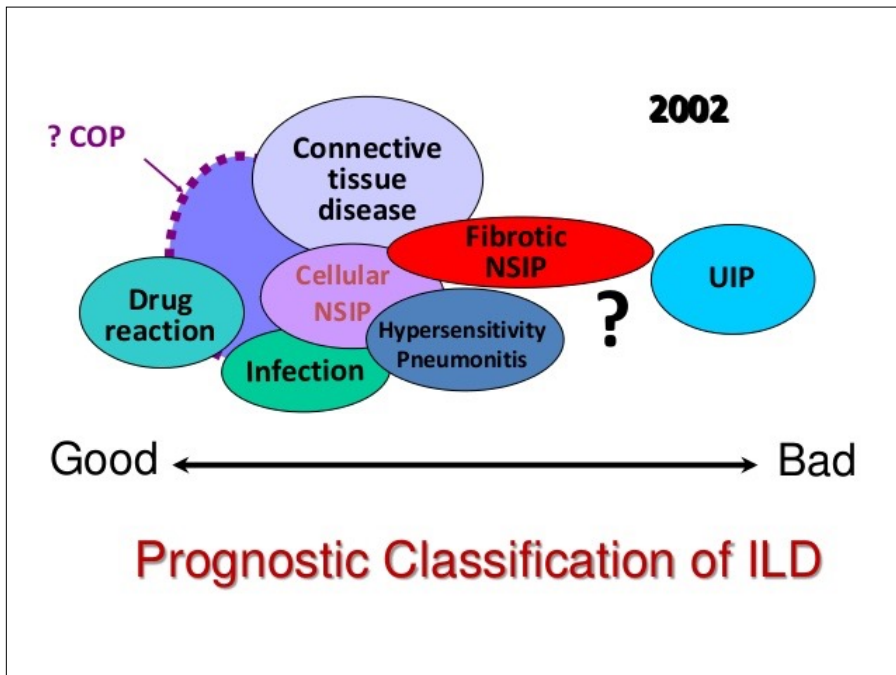 2002
? COP
Connective
tissue
disease
Fibrotic
NSIP
UIP
Cellular
NSIP
Drug
reaction
Hypersensitivity
Pneumonitis
?
Infection
Good
Bad
Prognostic Classification of ILD